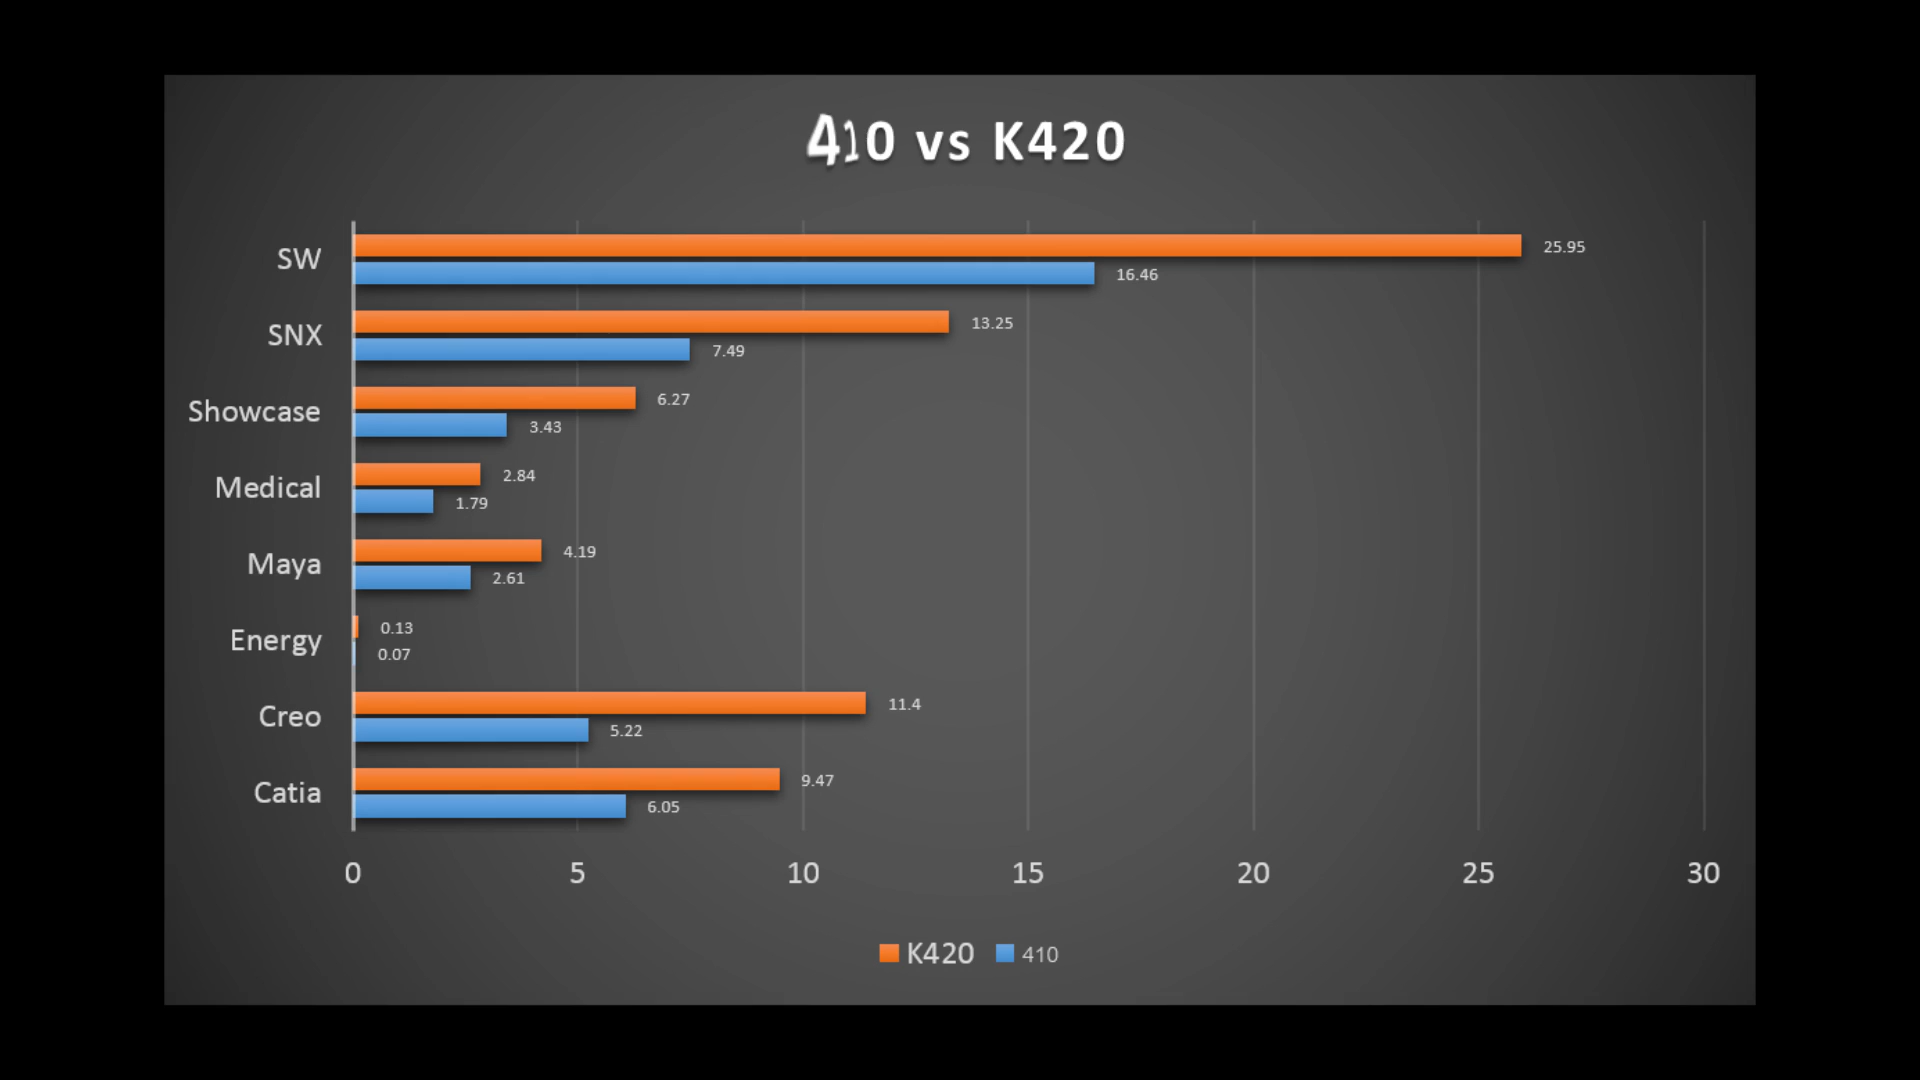 410 vs K420
SW
25.95
16.46
SNX
13.25
7.49
Showcase
6.27
3.43
Medical
2.84
1.79
Maya
4.19
2.61
Energy
0.13
0.07
Creo
11.4
5.22
Catia
9.47
6.05
0 5 10 15 20 25 30
K420 410